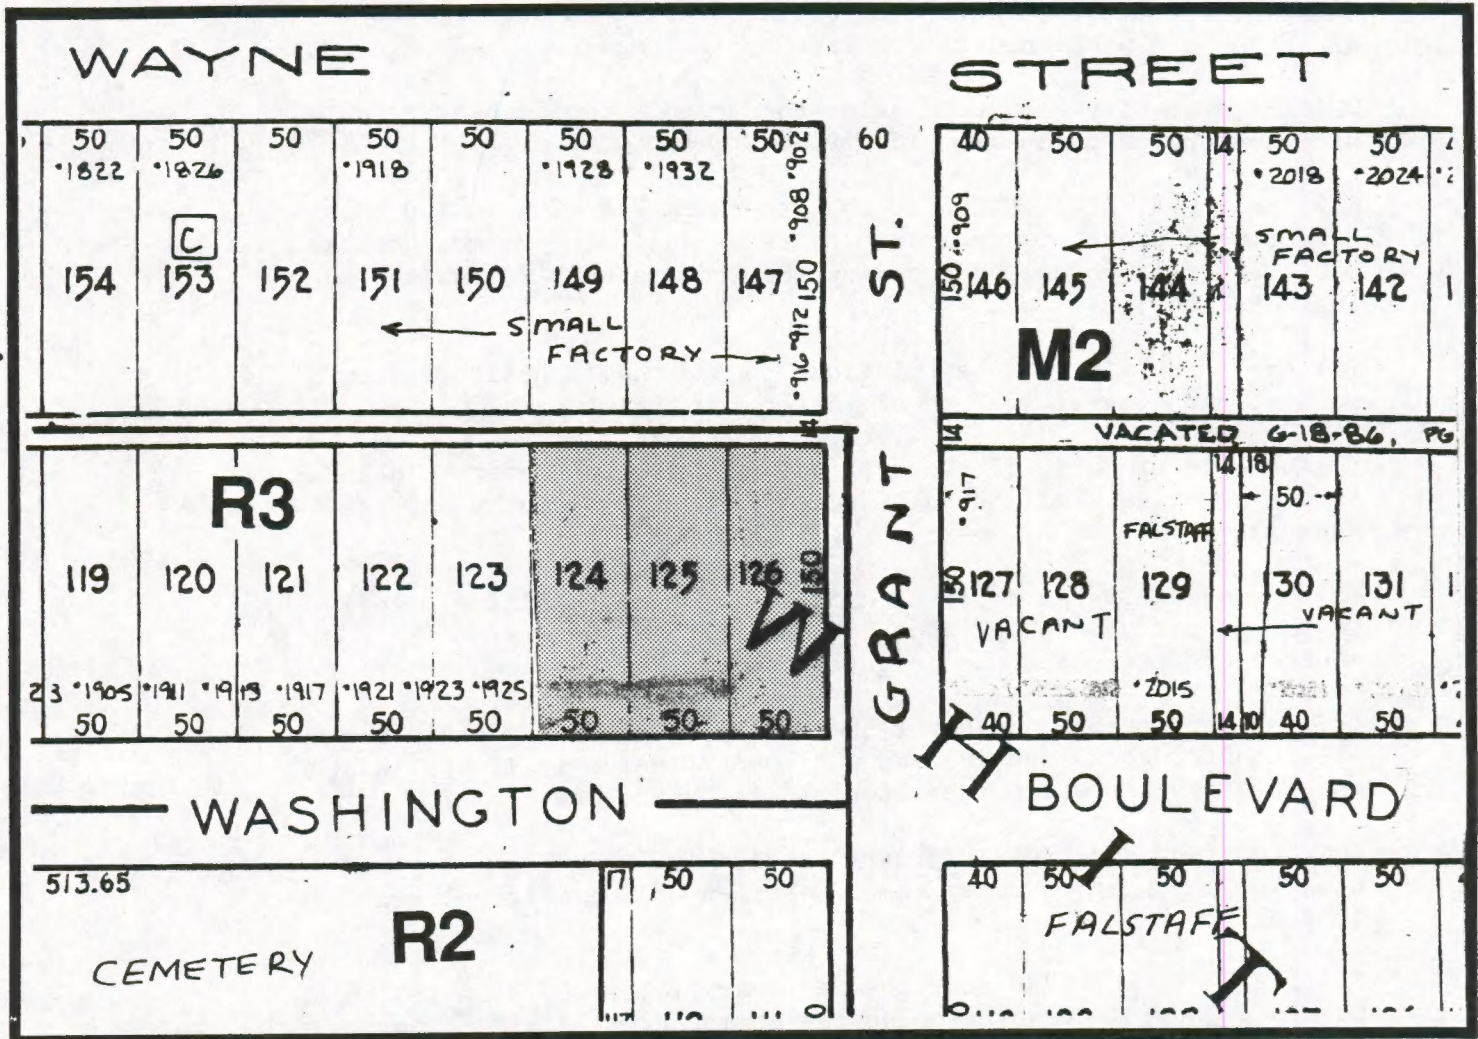 WAYNE STREET
50 50 50 50 50 50 50 50 60 40 50 50 14 50 50
•1822 •1826 •1918 •1928 •1932 •902 •2018 •2024
•908 •909
C
ST.
SMALL
FACTORY
154 153 152 151 150 149 148 147 150 150 146 145 144 143 142
SMALL
FACTORY
•912
•916
M2
14 14 VACATED 6-18-86, PG
14 18
50
R3
•917
FALSTAFF
GRANT
119 120 121 122 123 124 125 126 150 150 127 128 129 130 131
VACANT VACANT
23 •1905 •1911 •1913 •1917 •1921 •1923 •1925 •2015
50 50 50 50 50 50 50 50 40 50 50 14 10 40 50
WASHINGTON BOULEVARD
513.65 17 50 50 40 50 50 50 50
R2
CEMETERY
FALSTAFF